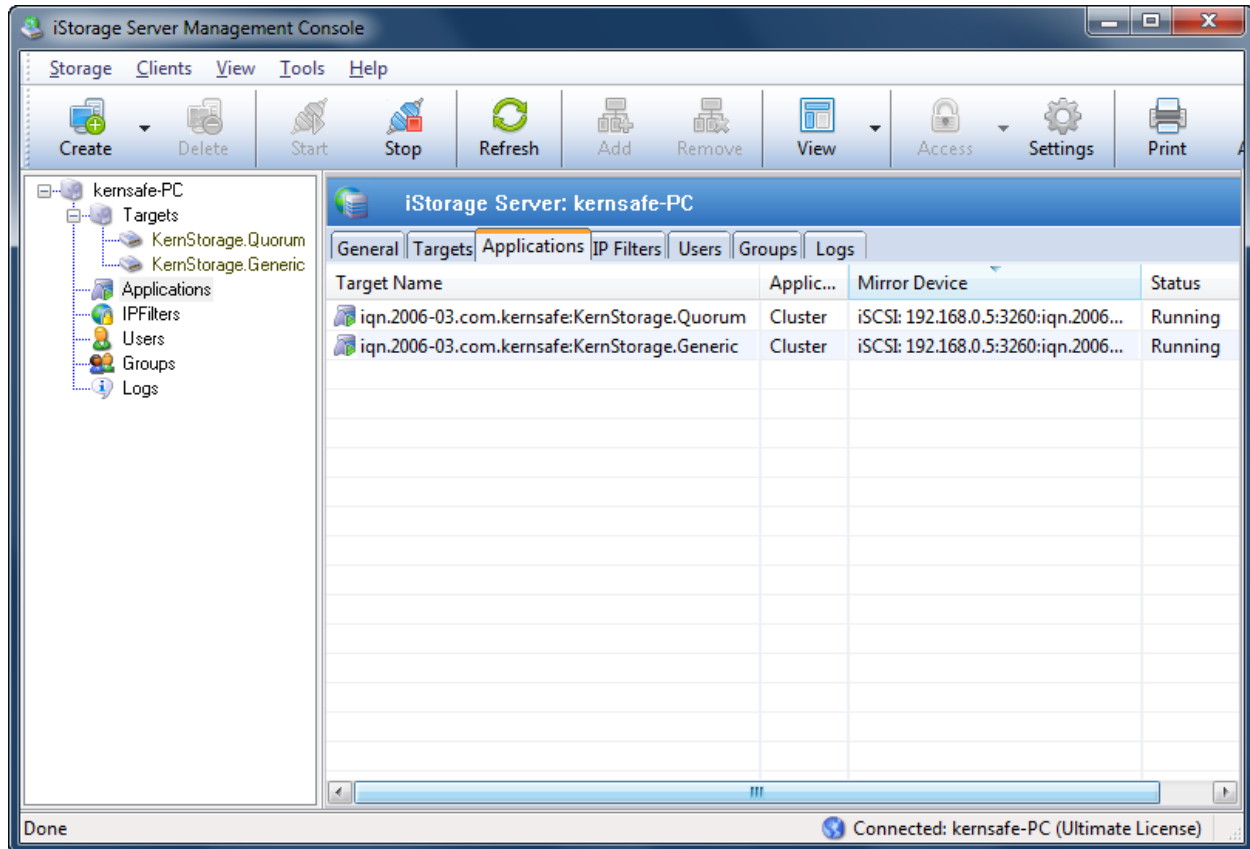 iStorage Server Management Console
Storage Clients View Tools Help
Create Delete Start Stop Refresh Add Remove View Access Settings Print
kernsafe-PC
Targets
KernStorage.Quorum
KernStorage.Generic
Applications
IPFilters
Users
Groups
Logs
iStorage Server: kernsafe-PC
General Targets Applications IP Filters Users Groups Logs
Target Name Applic... Mirror Device Status
iqn.2006-03.com.kernsafe:KernStorage.Quorum Cluster iSCSI: 192.168.0.5:3260:iqn.2006... Running
iqn.2006-03.com.kernsafe:KernStorage.Generic Cluster iSCSI: 192.168.0.5:3260:iqn.2006... Running
Done Connected: kernsafe-PC (Ultimate License)